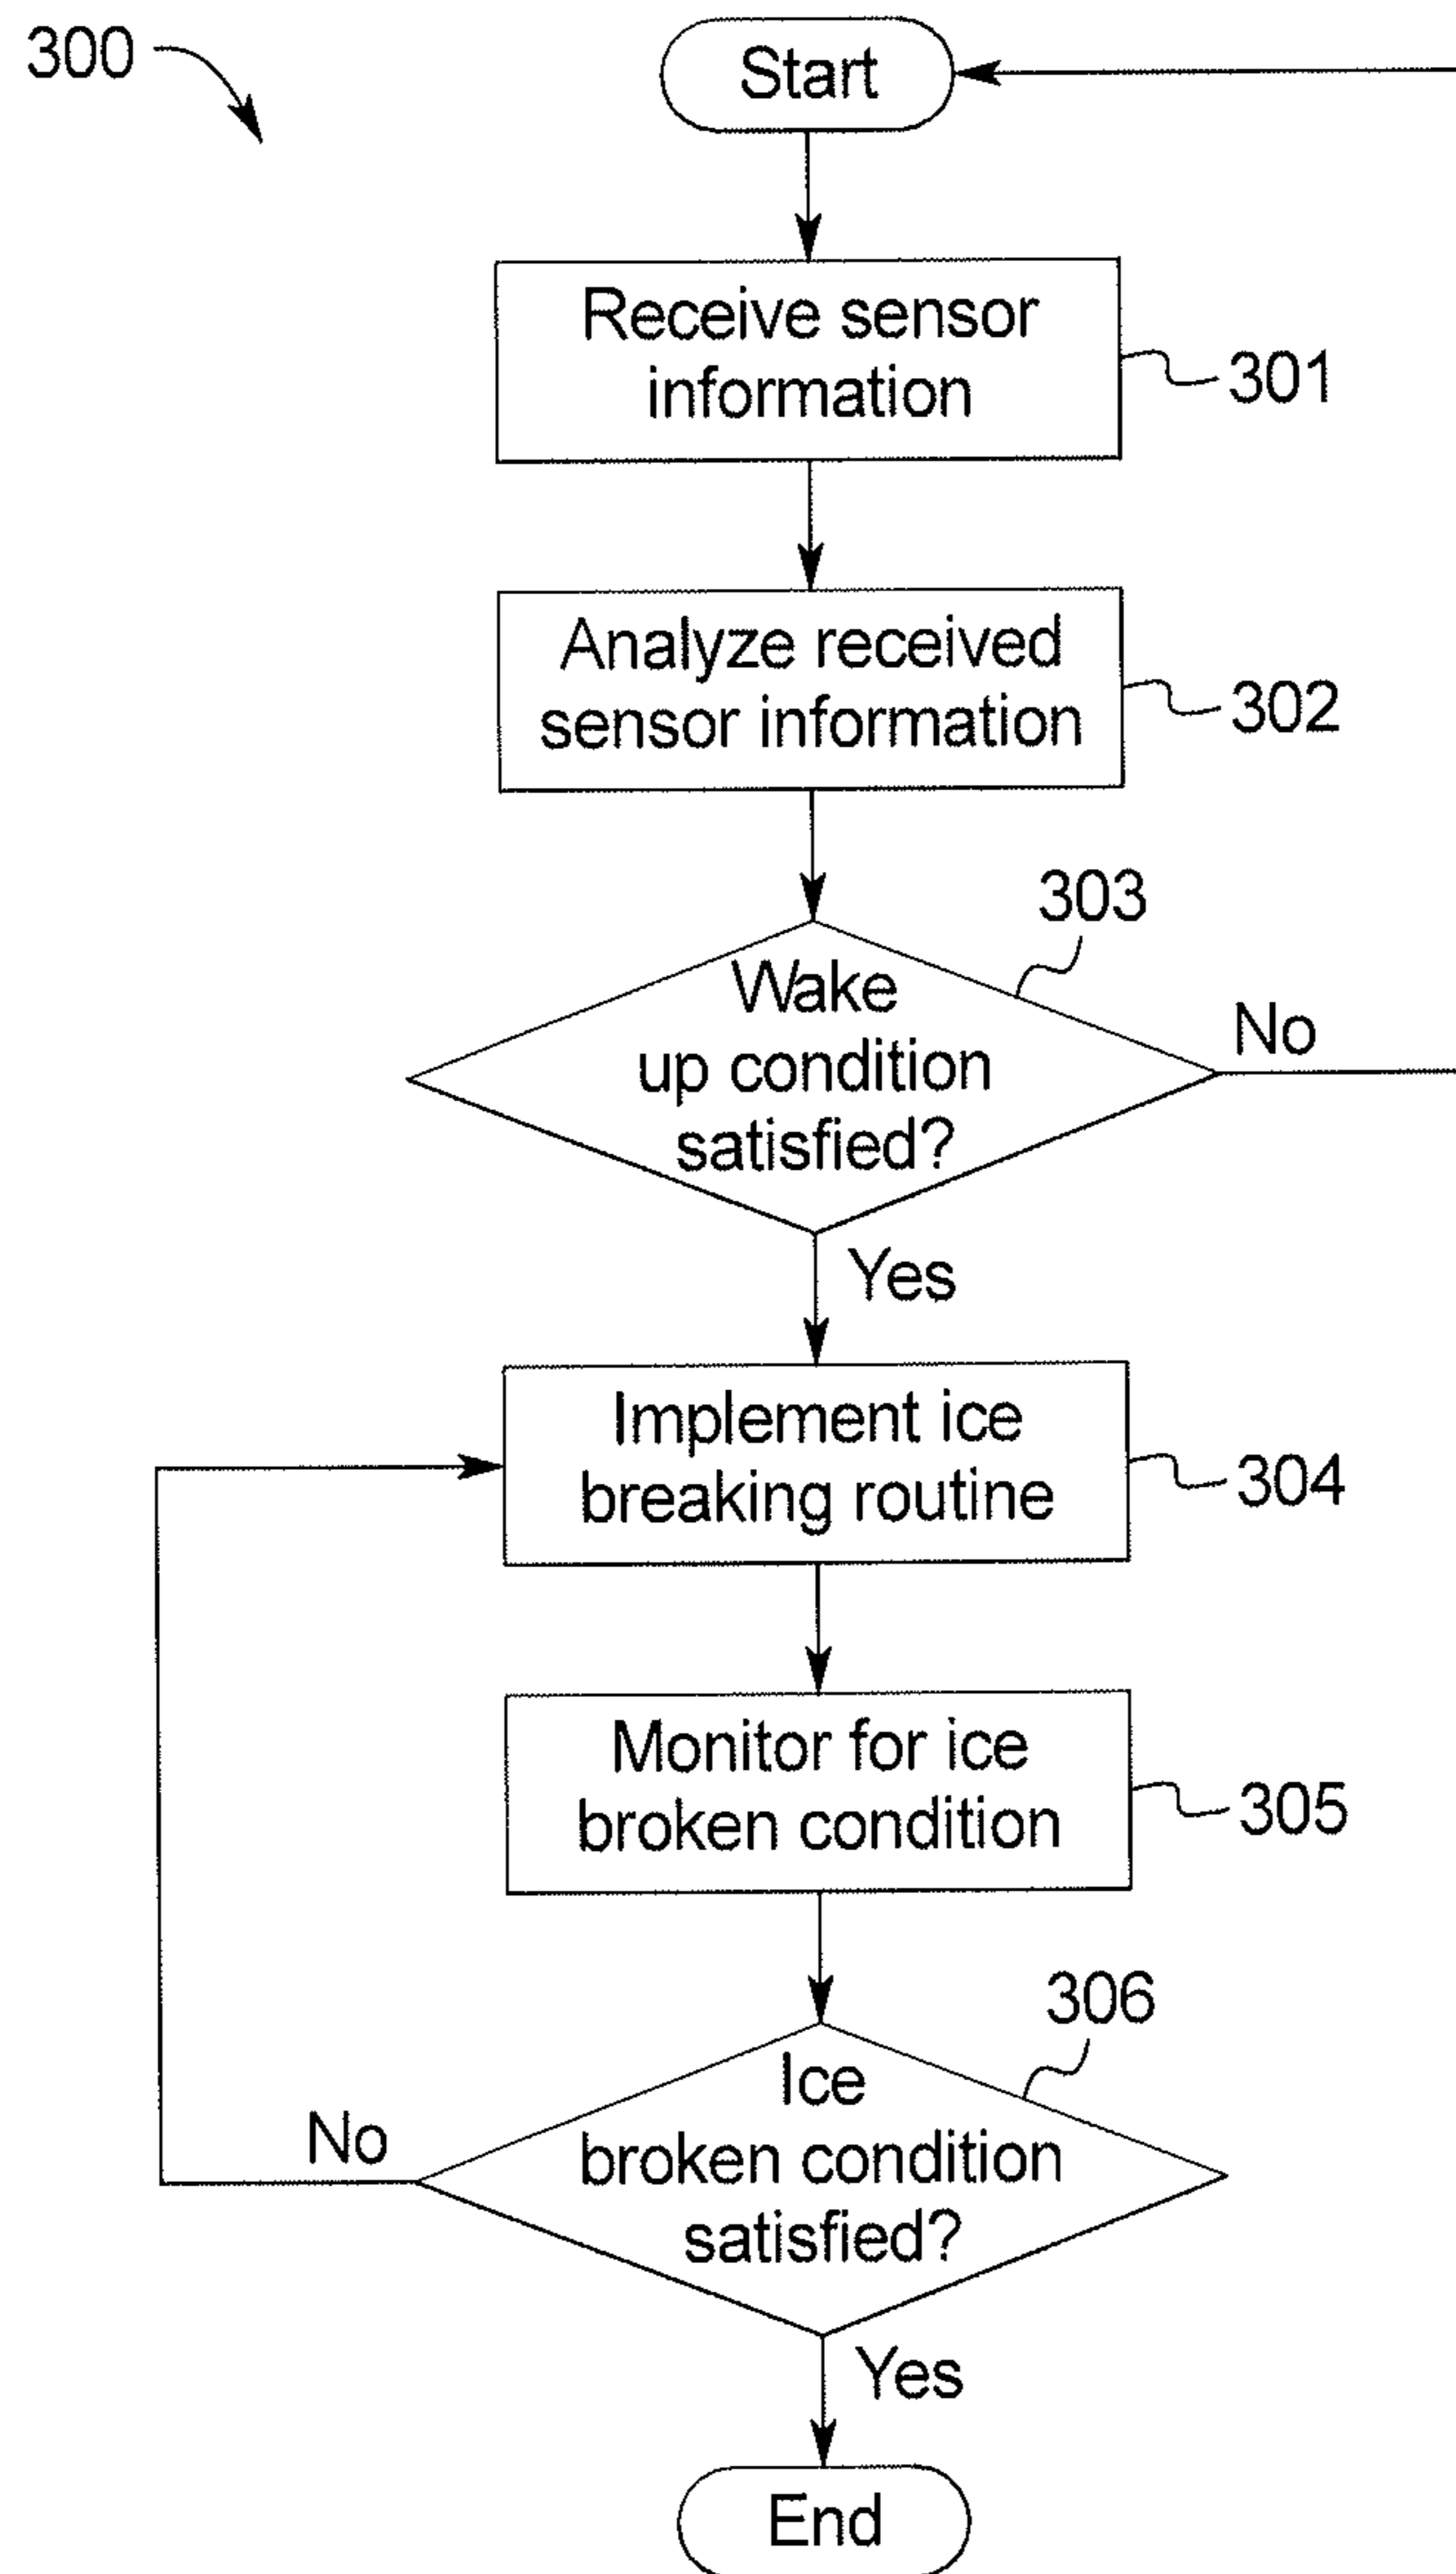 300
Start
Receive sensor
information
301
Analyze received
sensor information
302
303
Wake
up condition
satisfied?
No
Yes
Implement ice
breaking routine
304
Monitor for ice
broken condition
305
306
Ice
broken condition
satisfied?
No
Yes
End